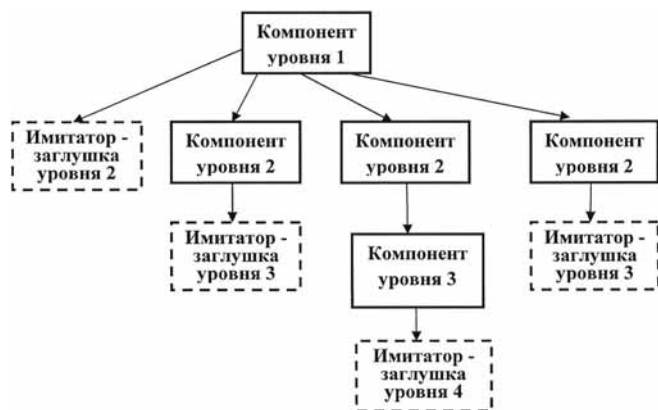 Компонент
уровня 1
Имитатор -
заглушка
уровня 2
Компонент
уровня 2
Компонент
уровня 2
Компонент
уровня 2
Имитатор -
заглушка
уровня 3
Компонент
уровня 3
Имитатор -
заглушка
уровня 3
Имитатор -
заглушка
уровня 4